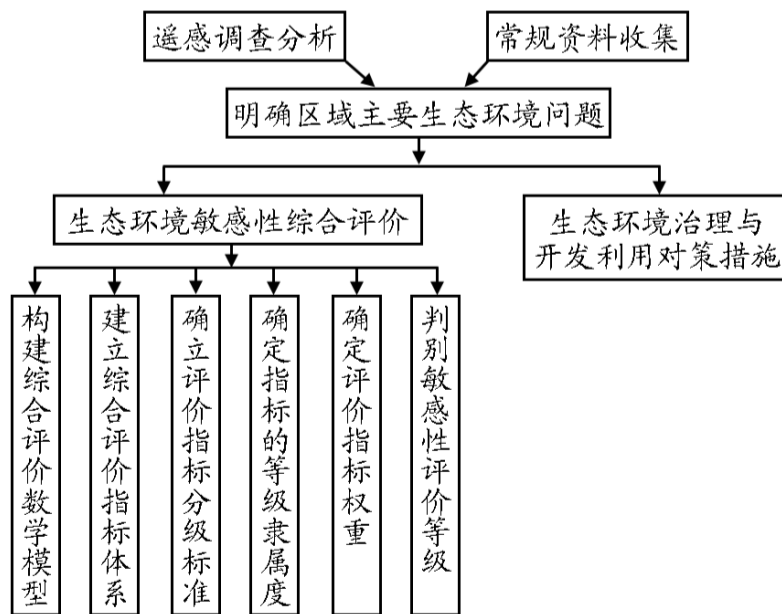 遥感调查分析
常规资料收集
明确区域主要生态环境问题
生态环境敏感性综合评价
生态环境治理与
开发利用对策措施
构建综合评价数学模型
建立综合评价指标体系
确立评价指标分级标准
确定指标的等级隶属度
确定评价指标权重
判别敏感性评价等级